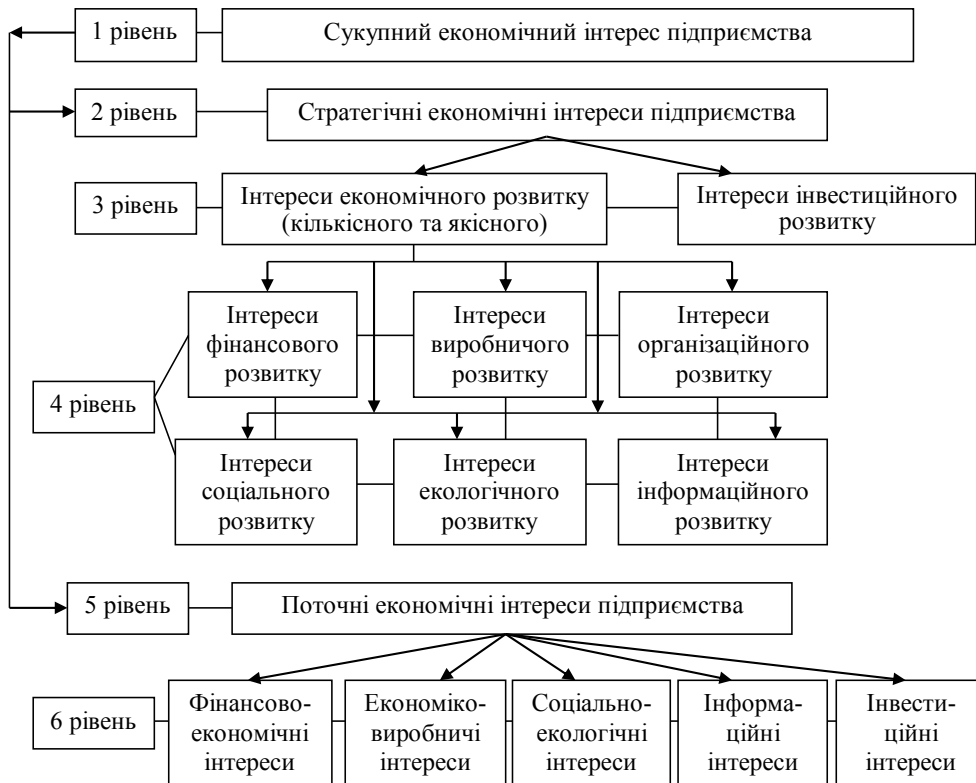 1 рівень
Сукупний економічний інтерес підприємства
2 рівень
Стратегічні економічні інтереси підприємства
3 рівень
Інтереси економічного розвитку
(кількісного та якісного)
Інтереси інвестиційного
розвитку
4 рівень
Інтереси
фінансового
розвитку
Інтереси
виробничого
розвитку
Інтереси
організаційного
розвитку
Інтереси
соціального
розвитку
Інтереси
екологічного
розвитку
Інтереси
інформаційного
розвитку
5 рівень
Поточні економічні інтереси підприємства
6 рівень
Фінансово-
економічні
інтереси
Економіко-
виробничі
інтереси
Соціально-
екологічні
інтереси
Інформа-
ційні
інтереси
Інвести-
ційні
інтереси